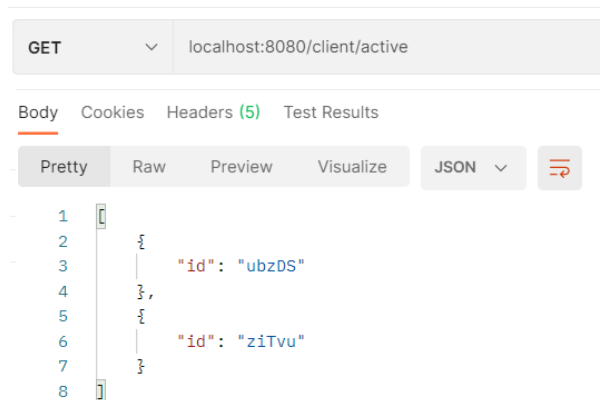 GET localhost:8080/client/active
Body Cookies Headers (5) Test Results
Pretty Raw Preview Visualize JSON
1 [
2 {
3 "id": "ubzDS"
4 },
5 {
6 "id": "ziTvu"
7 }
8 ]